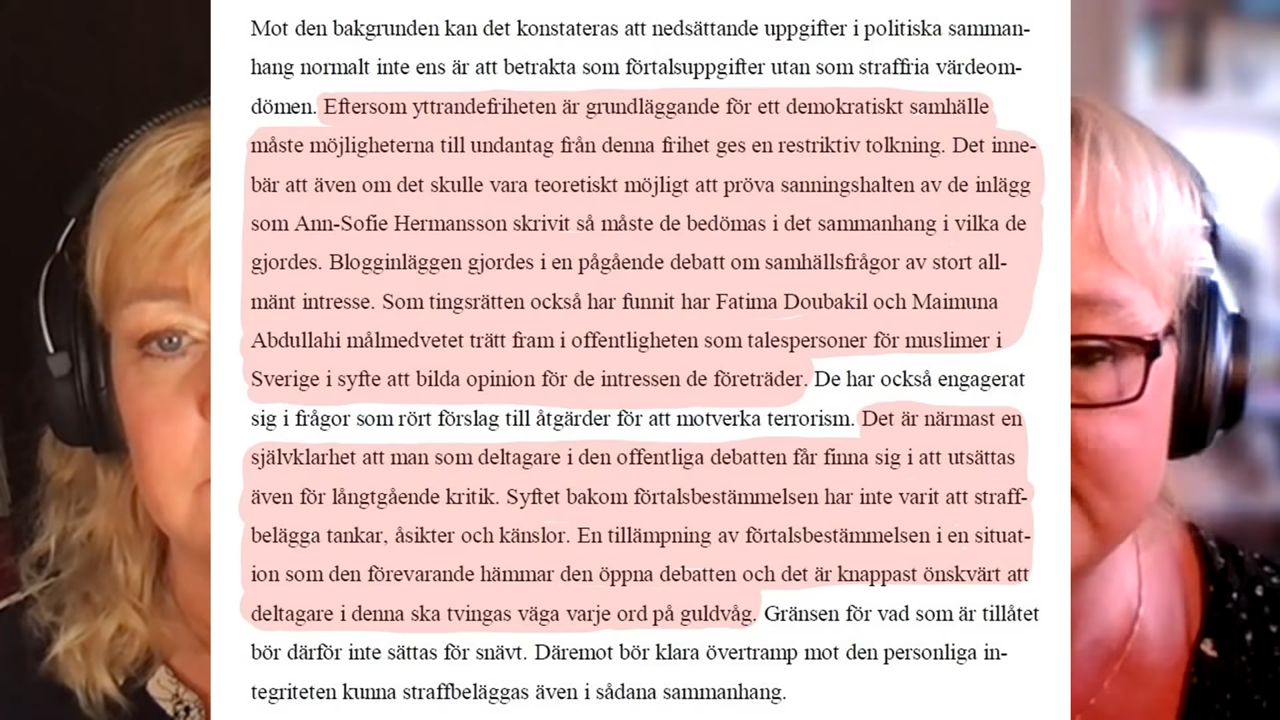 Mot den bakgrunden kan det konstateras att nedsättande uppgifter i politiska samman-
hang normalt inte ens är att betrakta som förtalsuppgifter utan som straffria värdeom-
dömen. Eftersom yttrandefriheten är grundläggande för ett demokratiskt samhälle
måste möjligheterna till undantag från denna frihet ges en restriktiv tolkning. Det inne-
bär att även om det skulle vara teoretiskt möjligt att pröva sanningshalten av de inlägg
som Ann-Sofie Hermansson skrivit så måste de bedömas i det sammanhang i vilka de
gjordes. Blogginläggen gjordes i en pågående debatt om samhällsfrågor av stort all-
mänt intresse. Som tingsrätten också har funnit har Fatima Doubakil och Maimuna
Abdullahi målmedvetet trätt fram i offentligheten som talespersoner för muslimer i
Sverige i syfte att bilda opinion för de intressen de företräder. De har också engagerat
sig i frågor som rört förslag till åtgärder för att motverka terrorism. Det är närmast en
självklarhet att man som deltagare i den offentliga debatten får finna sig i att utsättas
även för långtgående kritik. Syftet bakom förtalsbestämmelsen har inte varit att straff-
belägga tankar, åsikter och känslor. En tillämpning av förtalsbestämmelsen i en situat-
ion som den förevarande hämmar den öppna debatten och det är knappast önskvärt att
deltagare i denna ska tvingas väga varje ord på guldvåg. Gränsen för vad som är tillåtet
bör därför inte sättas för snävt. Däremot bör klara övertramp mot den personliga in-
tegriteten kunna straffbeläggas även i sådana sammanhang.